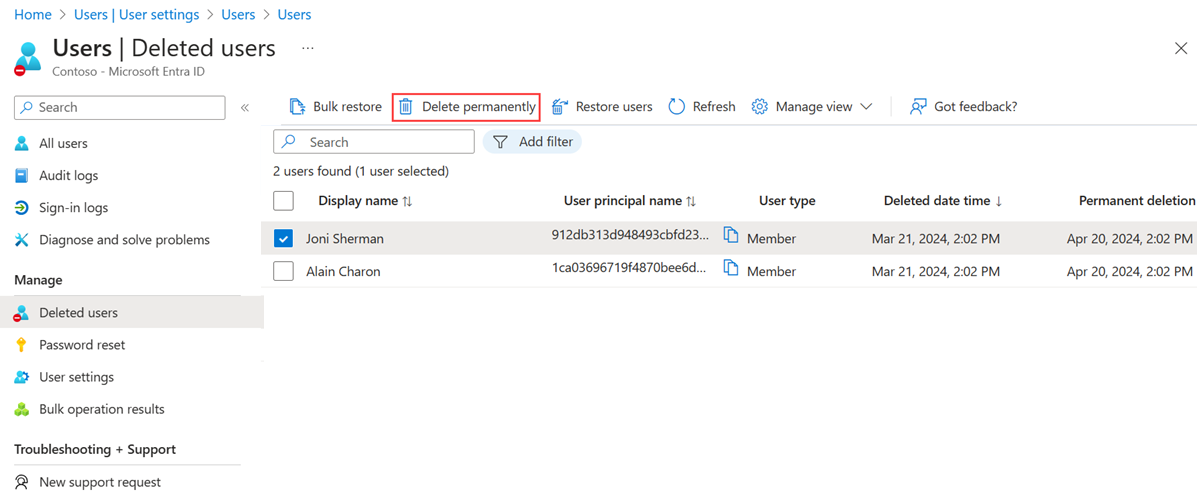 Home > Users | User settings > Users > Users
Users | Deleted users ...
Contoso - Microsoft Entra ID
Search «
Bulk restore Delete permanently Restore users Refresh Manage view Got feedback?
Search Add filter
All users
Audit logs
Sign-in logs
Diagnose and solve problems
Manage
Deleted users
Password reset
User settings
Bulk operation results
Troubleshooting + Support
New support request
2 users found (1 user selected)
Display name ↑↓ User principal name ↑↓ User type Deleted date time ↓ Permanent deletion
Joni Sherman 912db313d948493cbfd23... Member Mar 21, 2024, 2:02 PM Apr 20, 2024, 2:02 PM
Alain Charon 1ca03696719f4870bee6d... Member Mar 21, 2024, 2:02 PM Apr 20, 2024, 2:02 PM